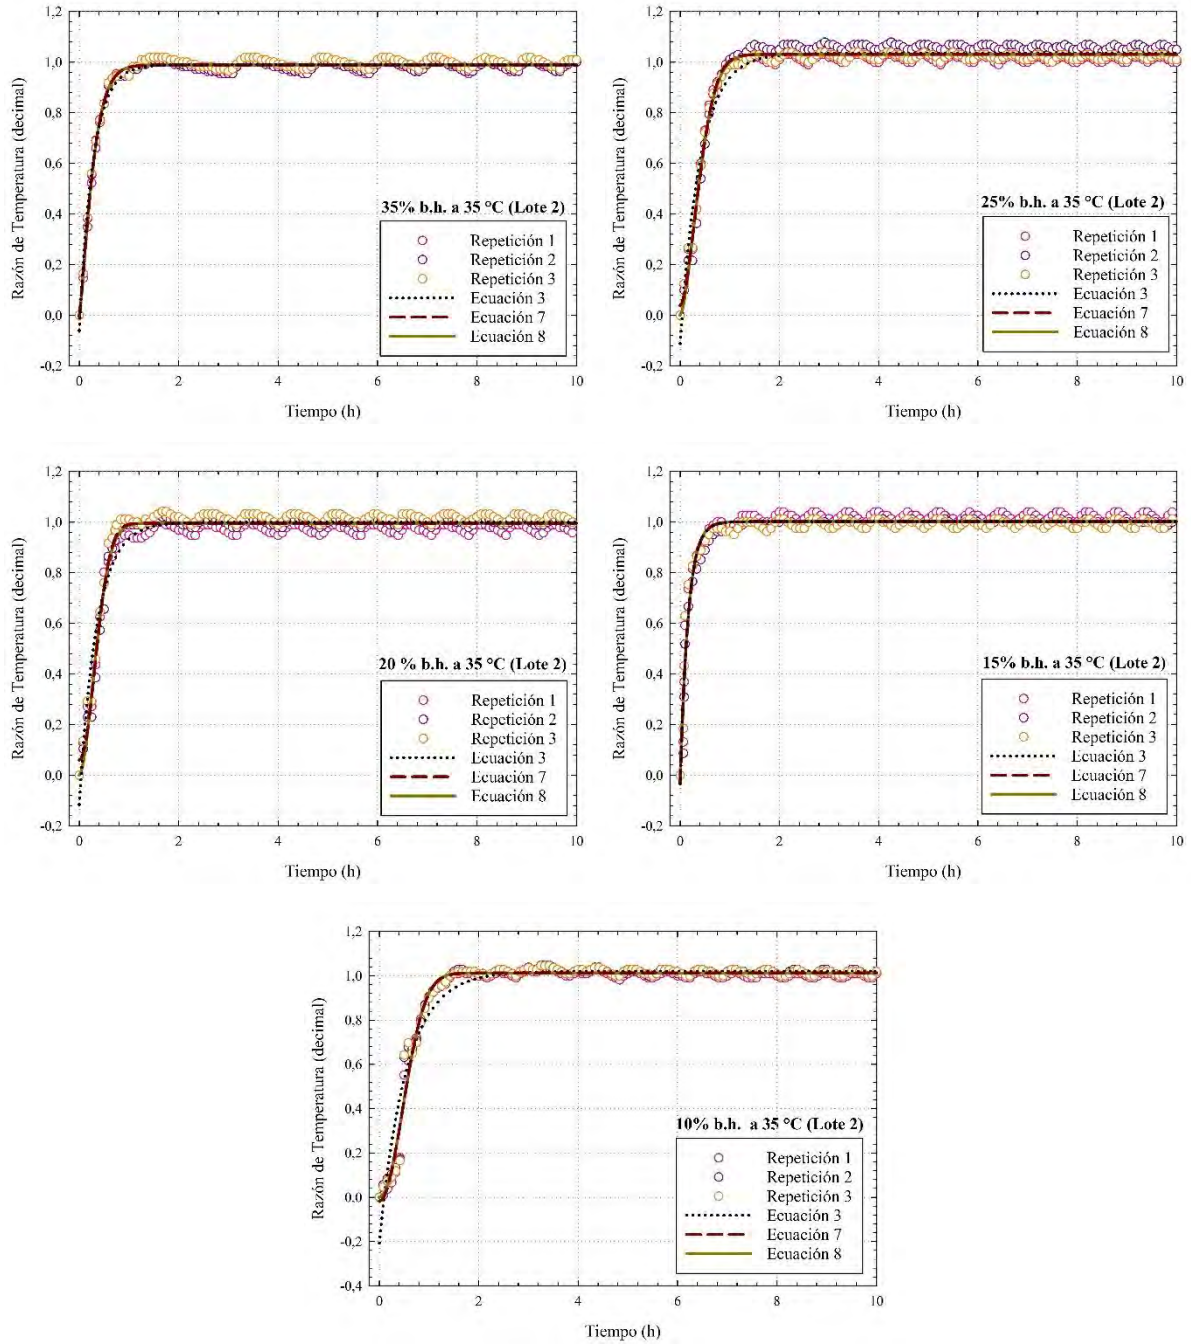 1,2
1,0
0,8
0,6
0,4
0,2
0,0
-0,2
Razón de Temperatura (decimal)
35% b.h. a 35 °C (Lote 2)
Repetición 1
Repetición 2
Repetición 3
Ecuación 3
Ecuación 7
Ecuación 8
0 2 4 6 8 10
Tiempo (h)
1,2
1,0
0,8
0,6
0,4
0,2
0,0
-0,2
Razón de Temperatura (decimal)
25% b.h. a 35 °C (Lote 2)
Repetición 1
Repetición 2
Repetición 3
Ecuación 3
Ecuación 7
Ecuación 8
0 2 4 6 8 10
Tiempo (h)
1,2
1,0
0,8
0,6
0,4
0,2
0,0
-0,2
Razón de Temperatura (decimal)
20 % b.h. a 35 °C (Lote 2)
Repetición 1
Repetición 2
Repetición 3
Ecuación 3
Ecuación 7
Ecuación 8
0 2 4 6 8 10
Tiempo (h)
1,2
1,0
0,8
0,6
0,4
0,2
0,0
-0,2
Razón de Temperatura (decimal)
15% b.h. a 35 °C (Lote 2)
Repetición 1
Repetición 2
Repetición 3
Ecuación 3
Ecuación 7
Ecuación 8
0 2 4 6 8 10
Tiempo (h)
1,2
1,0
0,8
0,6
0,4
0,2
0,0
-0,2
-0,4
Razón de Temperatura (decimal)
10% b.h. a 35 °C (Lote 2)
Repetición 1
Repetición 2
Repetición 3
Ecuación 3
Ecuación 7
Ecuación 8
0 2 4 6 8 10
Tiempo (h)